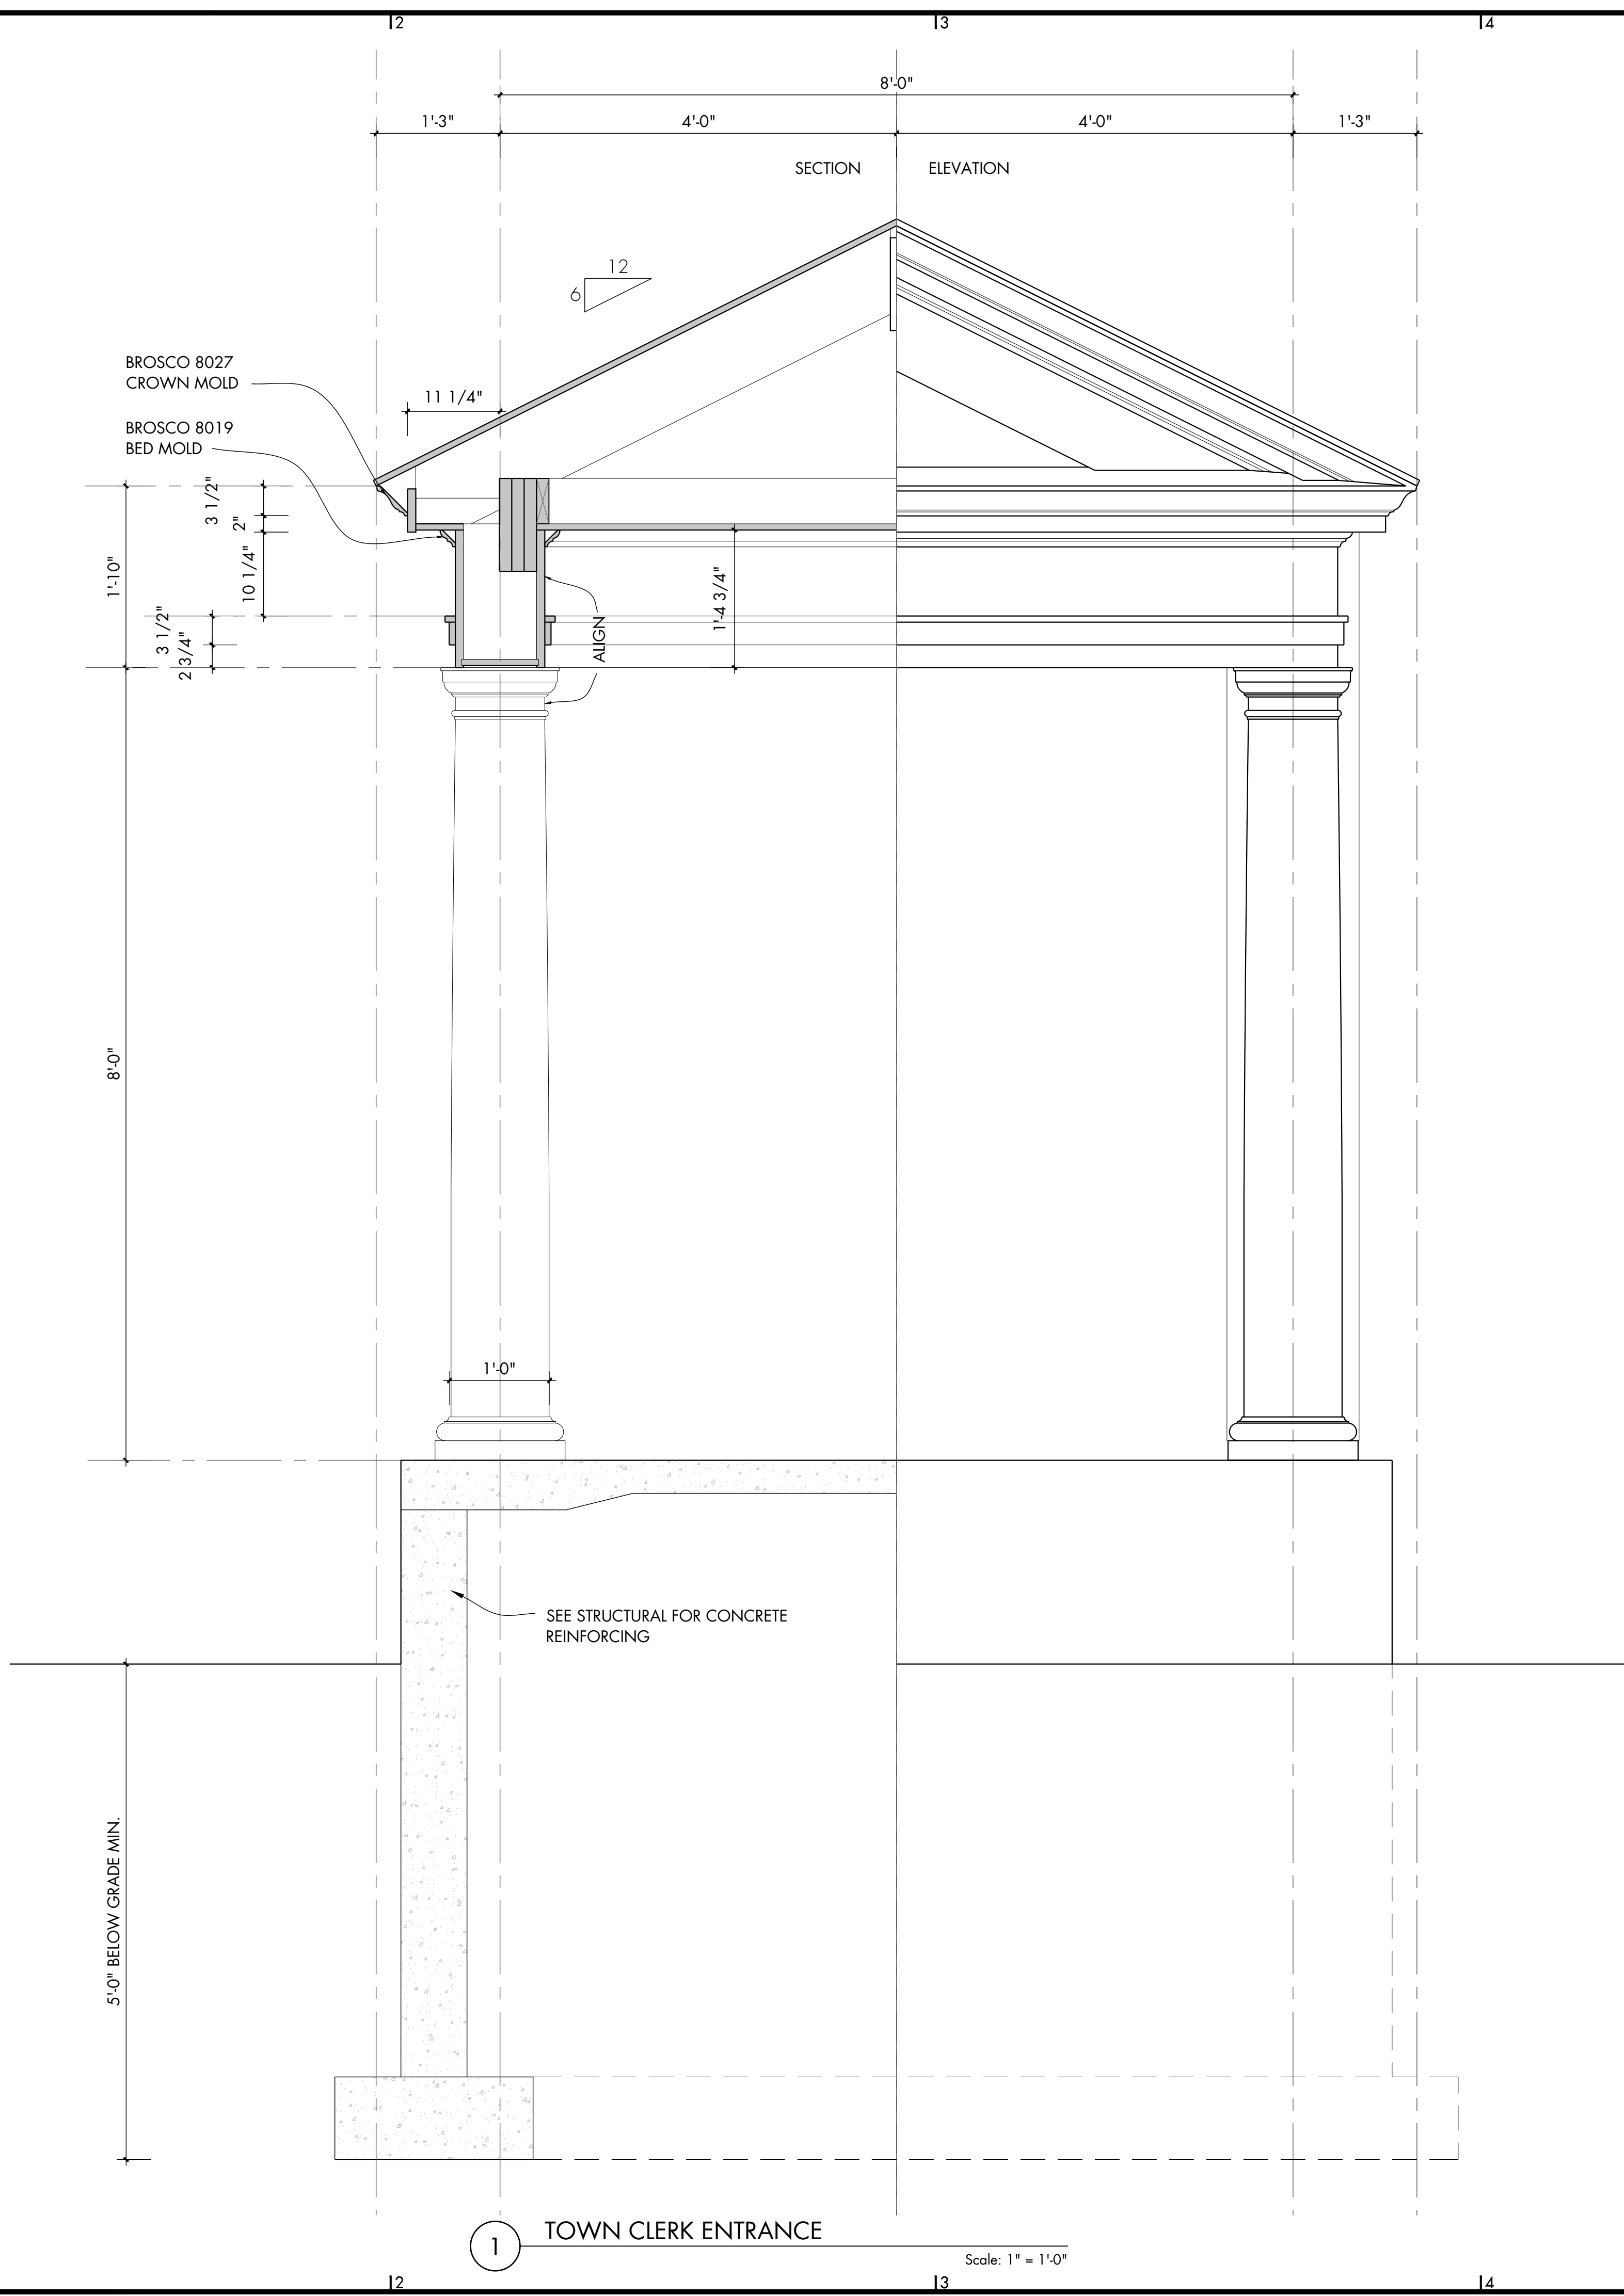 2
3
4
8'-0"
1'-3"
4'-0"
4'-0"
1'-3"
SECTION
ELEVATION
12
6
BROSCO 8027
CROWN MOLD
11 1/4"
BROSCO 8019
BED MOLD
3 1/2"
2"
1'-10"
10 1/4"
1'-4 3/4"
3 1/2"
2 3/4"
ALIGN
8'-0"
1'-0"
SEE STRUCTURAL FOR CONCRETE
REINFORCING
5'-0" BELOW GRADE MIN.
1
TOWN CLERK ENTRANCE
Scale: 1" = 1'-0"
2
3
4